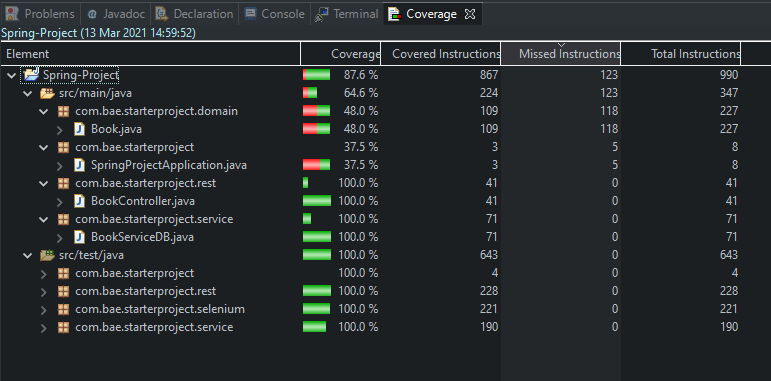 Problems Javadoc Declaration Console Terminal Coverage
Spring-Project (13 Mar 2021 14:59:52)
Element Coverage Covered Instructions Missed Instructions Total Instructions
Spring-Project 87.6 % 867 123 990
src/main/java 64.6 % 224 123 347
com.bae.starterproject.domain 48.0 % 109 118 227
Book.java 48.0 % 109 118 227
com.bae.starterproject 37.5 % 3 5 8
SpringProjectApplication.java 37.5 % 3 5 8
com.bae.starterproject.rest 100.0 % 41 0 41
BookController.java 100.0 % 41 0 41
com.bae.starterproject.service 100.0 % 71 0 71
BookServiceDB.java 100.0 % 71 0 71
src/test/java 100.0 % 643 0 643
com.bae.starterproject 100.0 % 4 0 4
com.bae.starterproject.rest 100.0 % 228 0 228
com.bae.starterproject.selenium 100.0 % 221 0 221
com.bae.starterproject.service 100.0 % 190 0 190